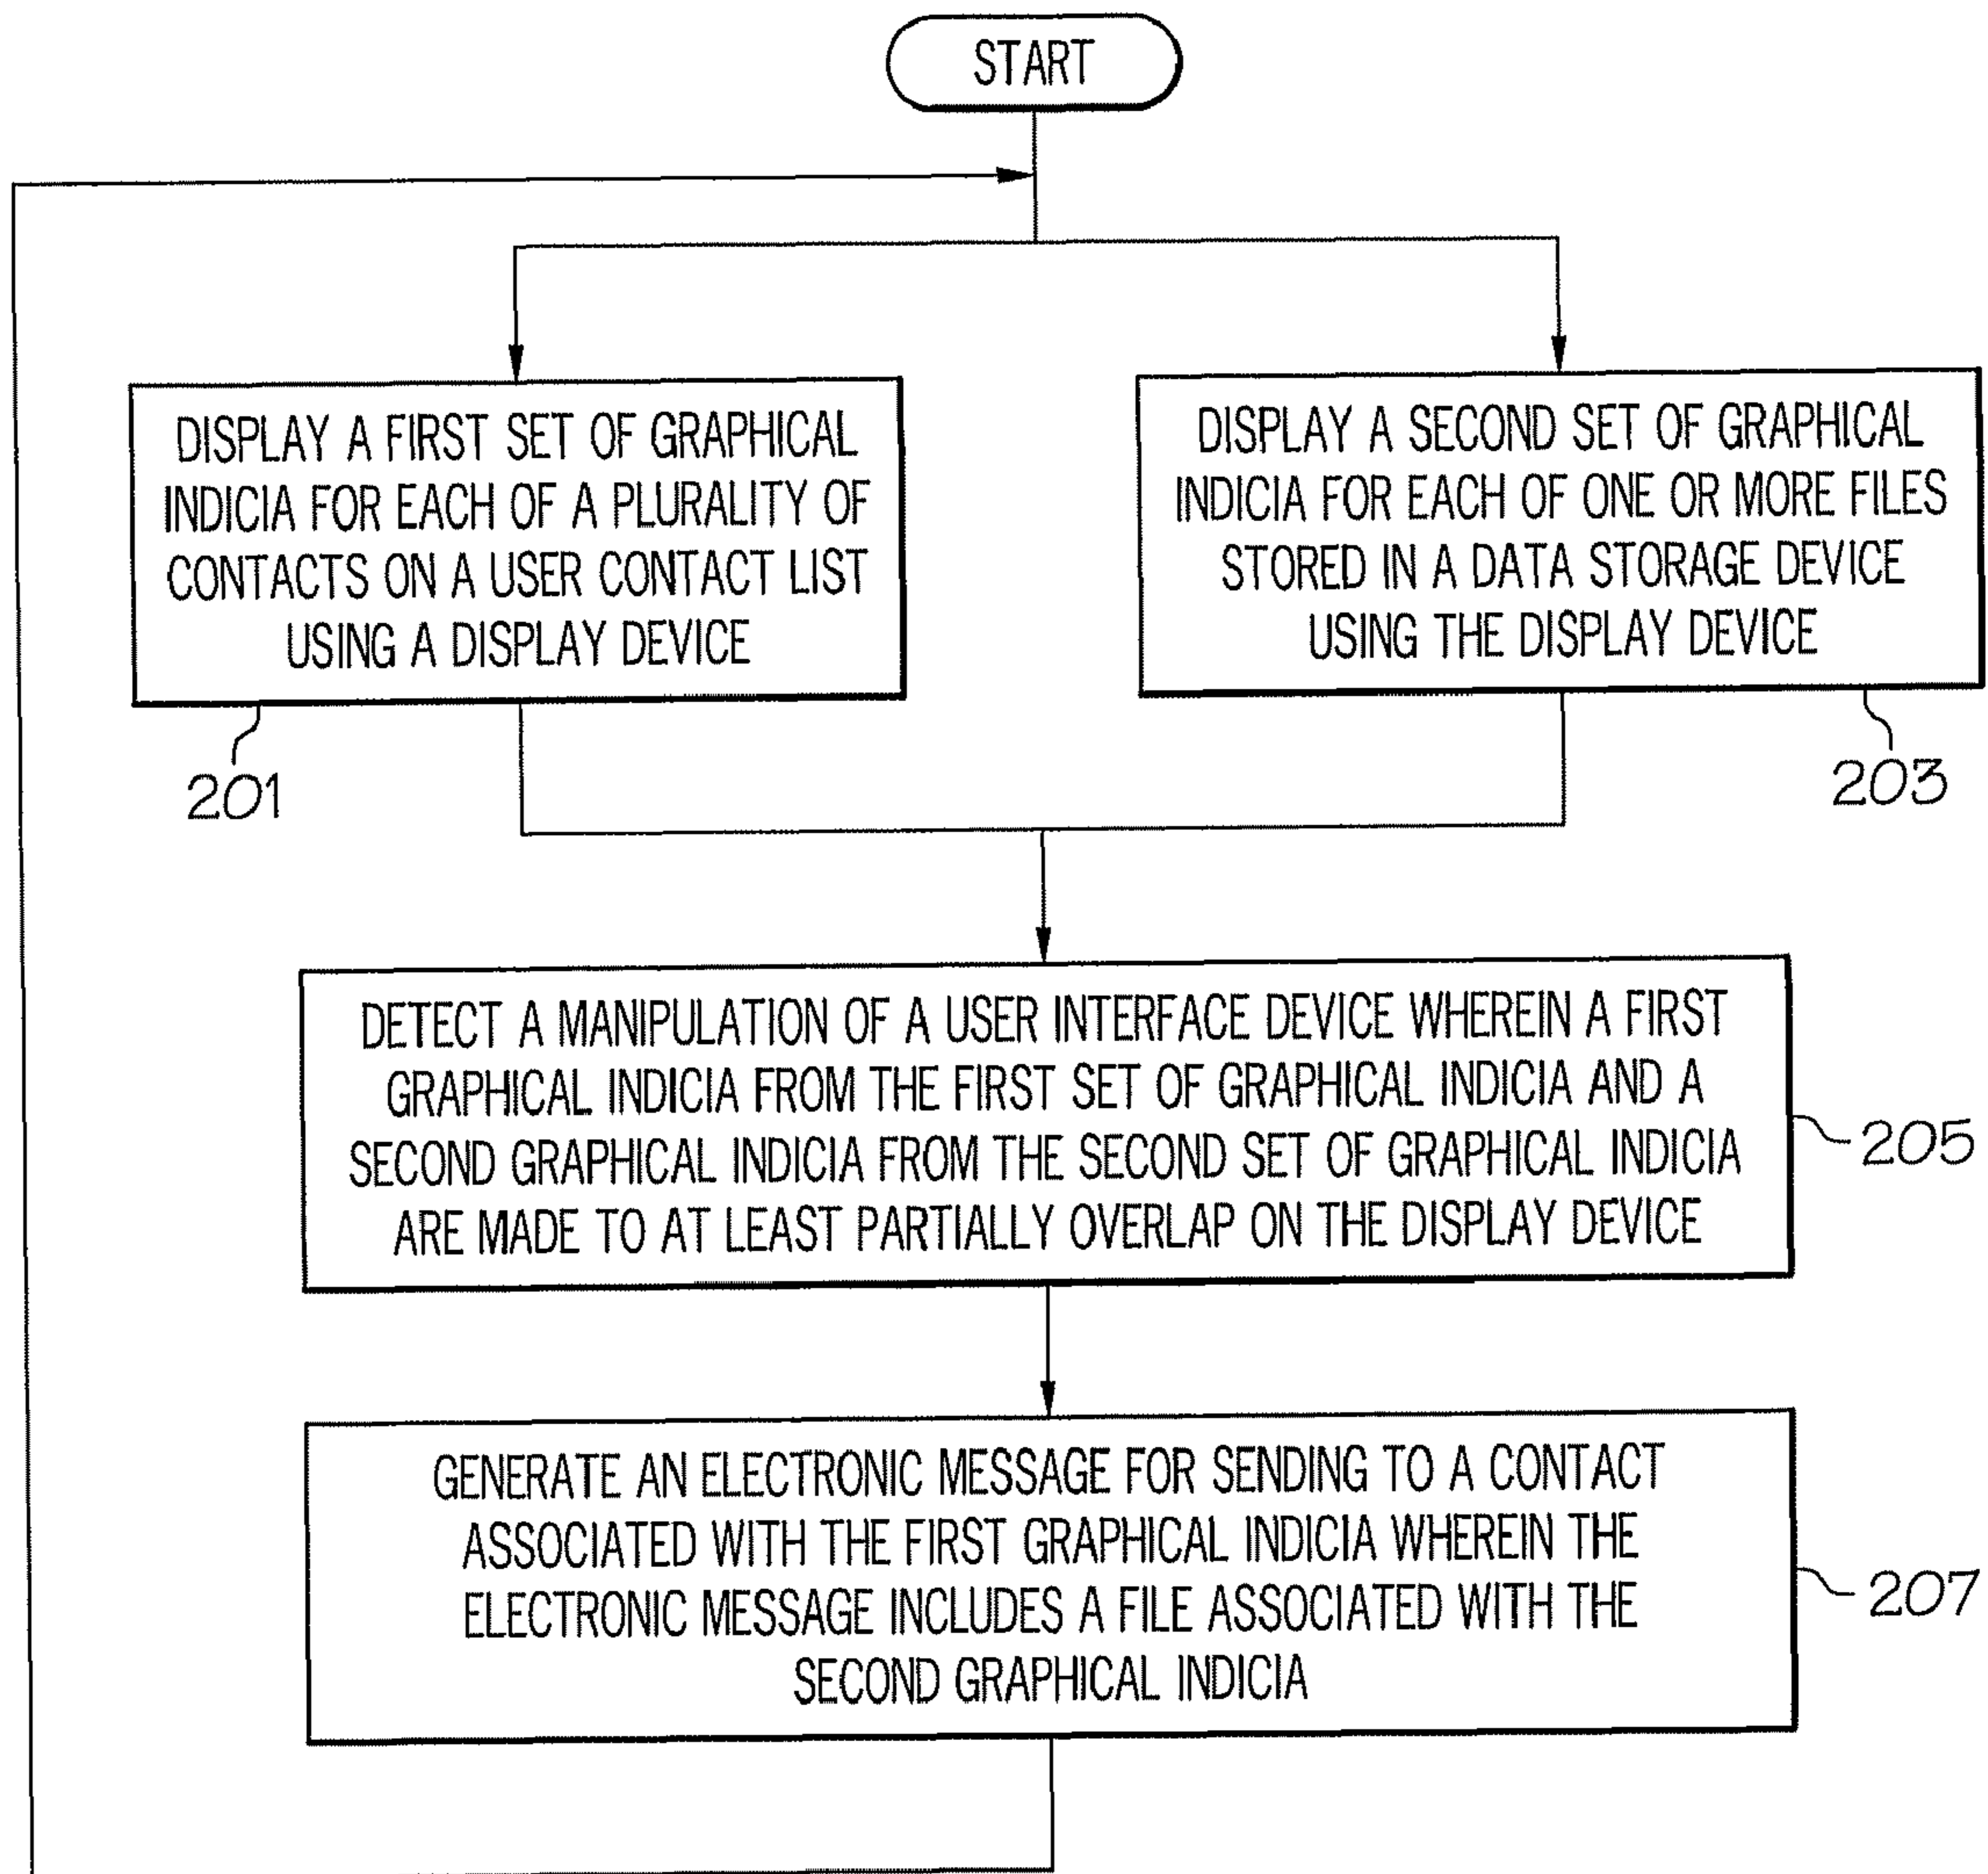 START
DISPLAY A FIRST SET OF GRAPHICAL
INDICIA FOR EACH OF A PLURALITY OF
CONTACTS ON A USER CONTACT LIST
USING A DISPLAY DEVICE
201
DISPLAY A SECOND SET OF GRAPHICAL
INDICIA FOR EACH OF ONE OR MORE FILES
STORED IN A DATA STORAGE DEVICE
USING THE DISPLAY DEVICE
203
DETECT A MANIPULATION OF A USER INTERFACE DEVICE WHEREIN A FIRST
GRAPHICAL INDICIA FROM THE FIRST SET OF GRAPHICAL INDICIA AND A
SECOND GRAPHICAL INDICIA FROM THE SECOND SET OF GRAPHICAL INDICIA
ARE MADE TO AT LEAST PARTIALLY OVERLAP ON THE DISPLAY DEVICE
205
GENERATE AN ELECTRONIC MESSAGE FOR SENDING TO A CONTACT
ASSOCIATED WITH THE FIRST GRAPHICAL INDICIA WHEREIN THE
ELECTRONIC MESSAGE INCLUDES A FILE ASSOCIATED WITH THE
SECOND GRAPHICAL INDICIA
207